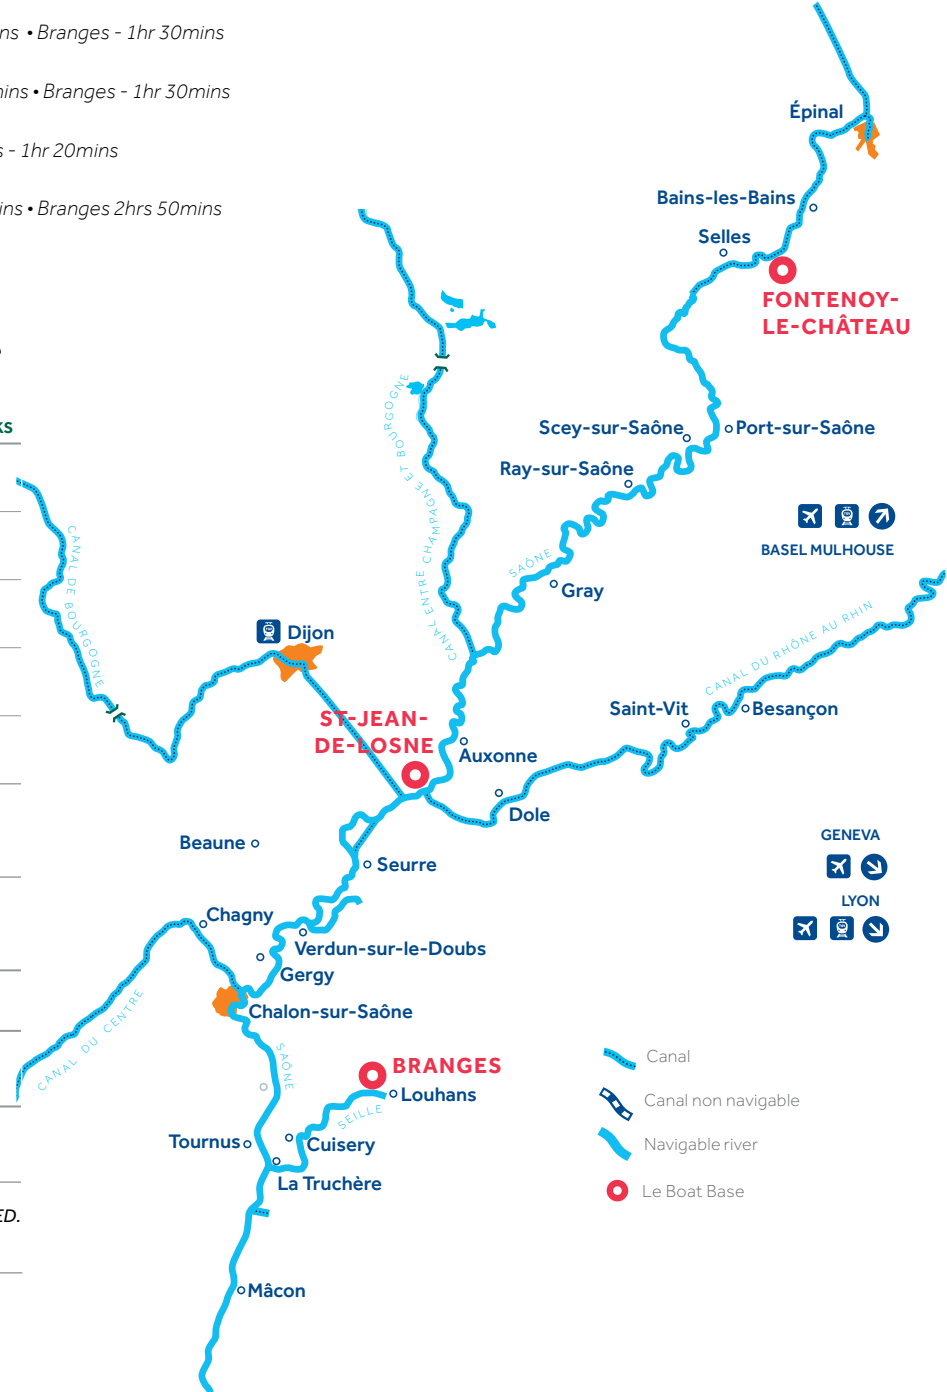 ns • Branges - 1hr 30mins
mins • Branges - 1hr 30mins
s - 1hr 20mins
ins • Branges 2hrs 50mins
ks
ED.
Épinal
Bains-les-Bains
Selles
FONTENOY-
LE-CHÂTEAU
Scey-sur-Saône
Port-sur-Saône
Ray-sur-Saône
CANAL ENTRE CHAMPAGNE ET BOURGOGNE
CANAL DE BOURGOGNE
BASEL MULHOUSE
SAÔNE
Gray
CANAL DU RHÔNE AU RHIN
Dijon
Saint-Vit
Besançon
ST-JEAN-
DE-LOSNE
Auxonne
Dole
Beaune
Seurre
GENEVA
LYON
Chagny
Verdun-sur-le-Doubs
Gergy
Chalon-sur-Saône
CANAL DU CENTRE
SAÔNE
BRANGES
Louhans
SEILLE
Tournus
Cuisery
La Truchère
Mâcon
Canal
Canal non navigable
Navigable river
Le Boat Base